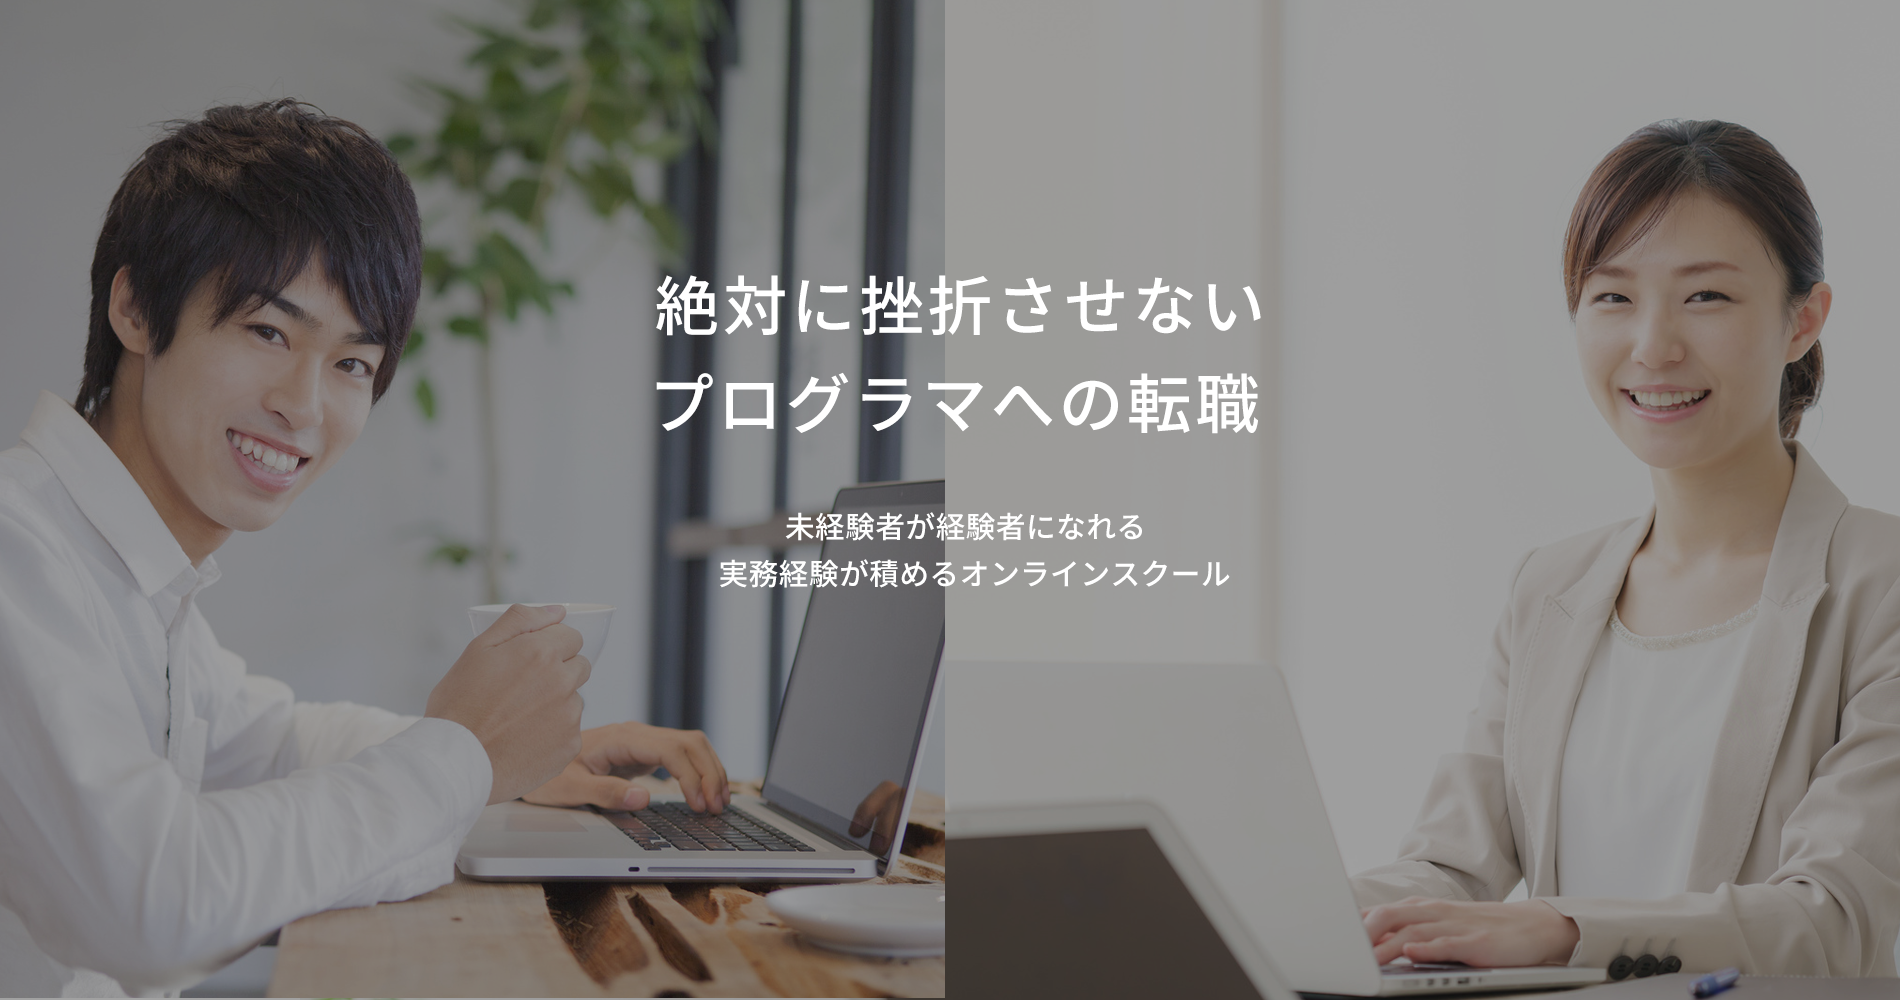 絶対に挫折させない
プログラマへの転職
未経験者が経験者になれる
実務経験が積めるオンラインスクール